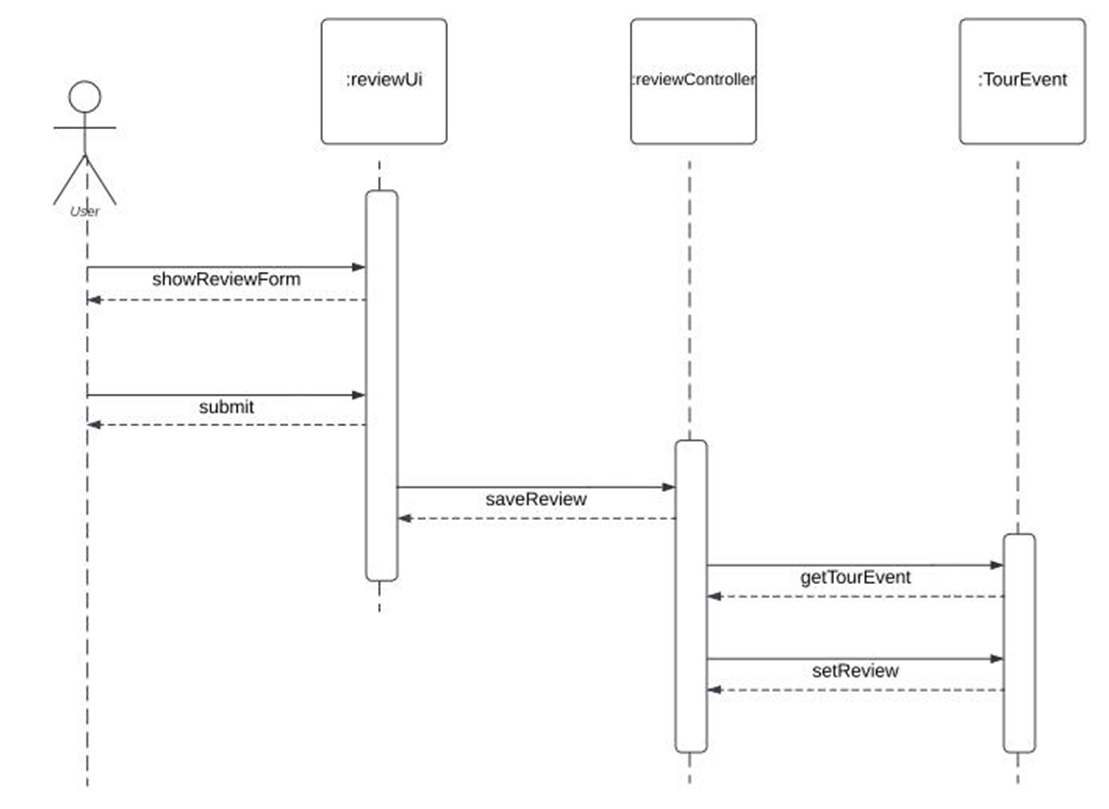 :reviewUi
:reviewController
:TourEvent
User
showReviewForm
submit
saveReview
getTourEvent
setReview